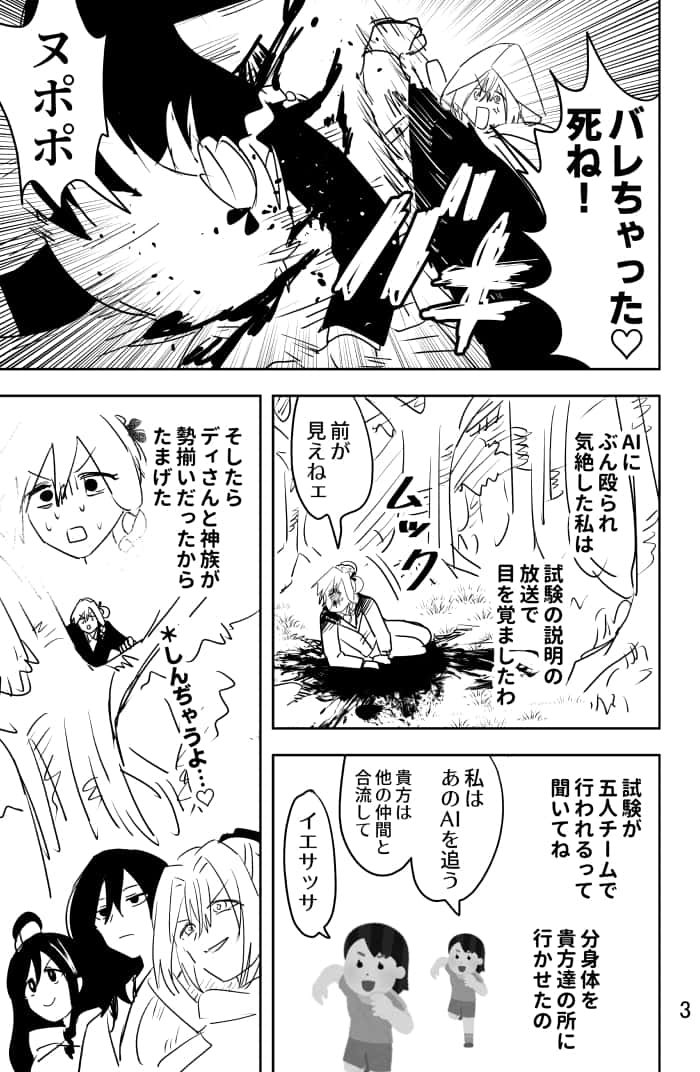 バレちゃった♡
死ね!
ヌポポ
バキ
AIに
ぶん殴られ
気絶した私は
試験の説明の
放送で
目を覚ましたわ
ムック
前が
見えねェ
そしたら
ディさんと神族が
勢揃いだったから
たまげた
*しんぢゃうよ…♡
試験が
五人チームで
行われるって
聞いてね
分身体を
貴方達の所に
行かせたの
私は
あのAIを追う
貴方は
他の仲間と
合流して
イエサッサ
3